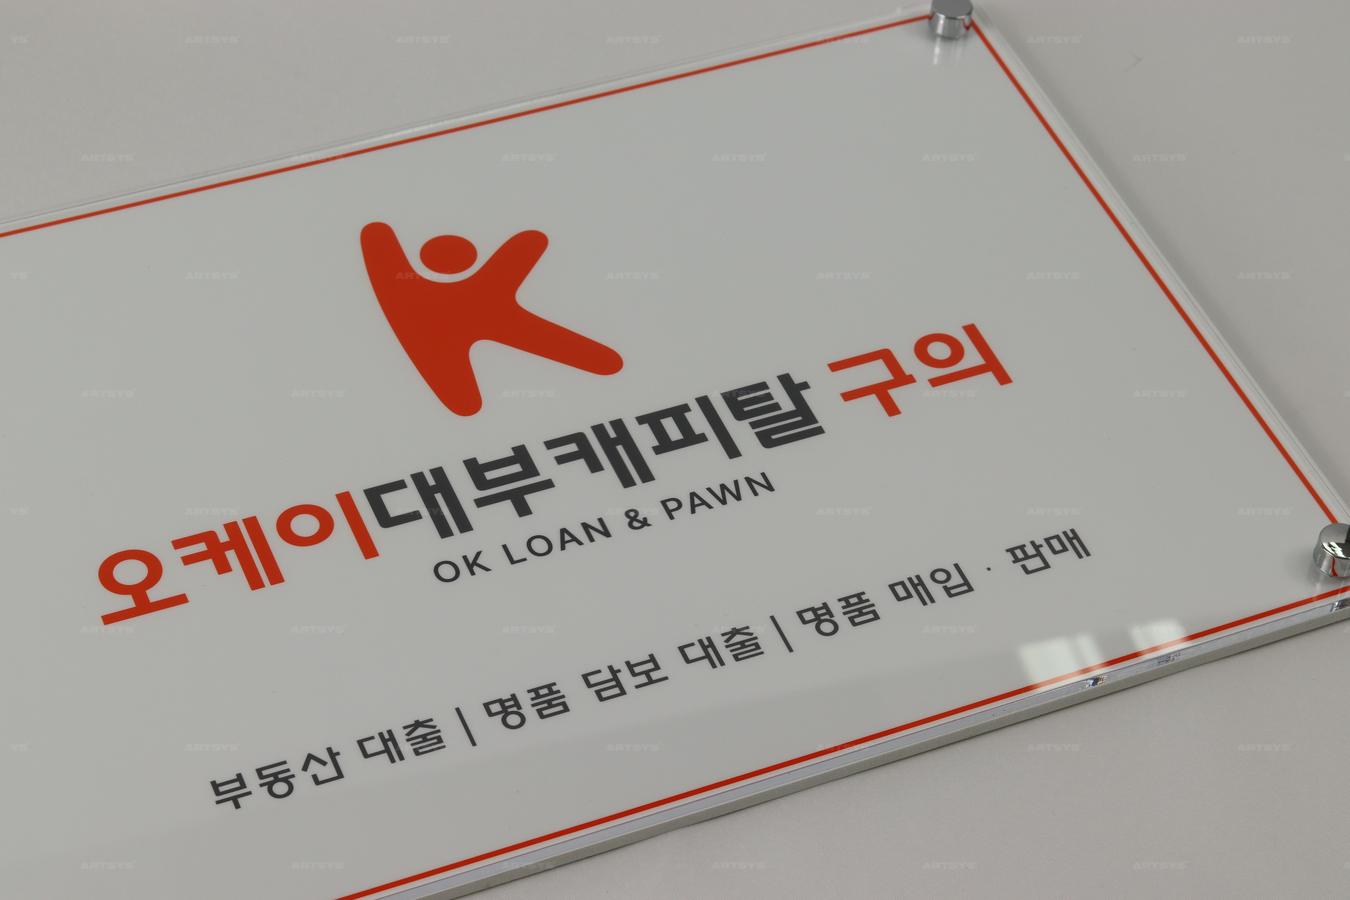 오케이대부캐피탈 구의
OK LOAN & PAWN
부동산 대출 | 명품 담보 대출 | 명품 매입 · 판매
ARTSYS